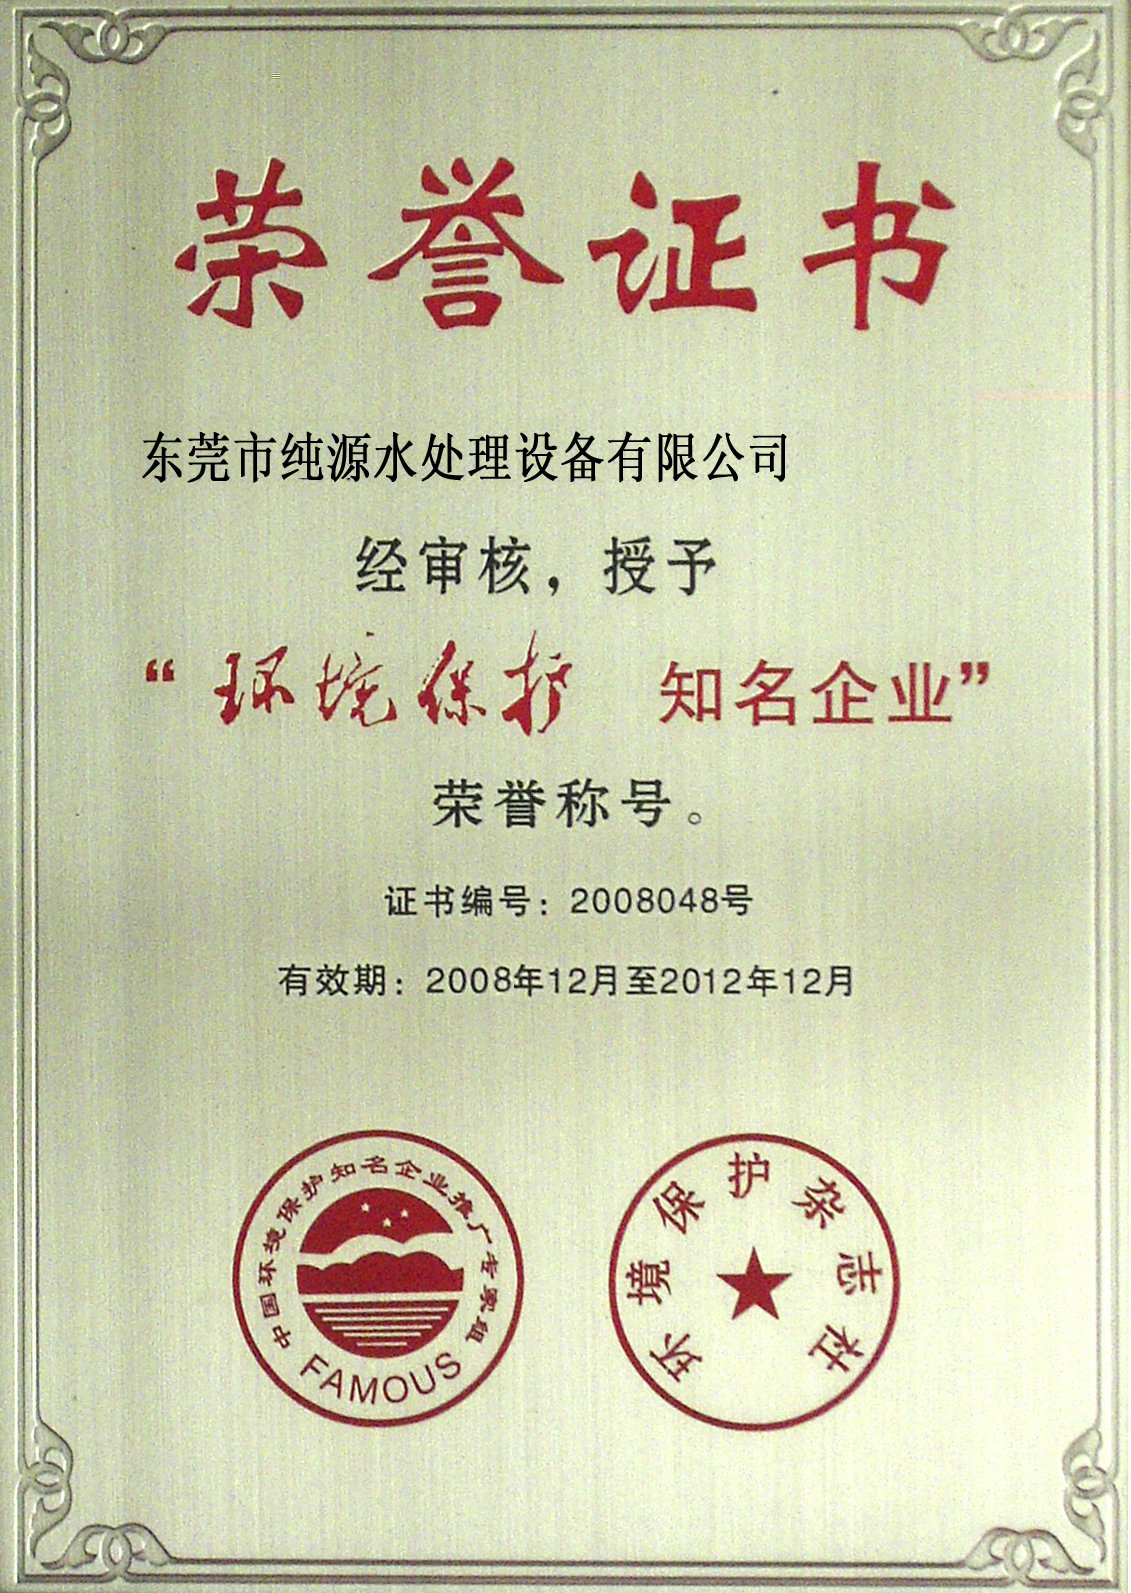 荣誉证书
东莞市纯源水处理设备有限公司
经审核，授予
“环境保护 知名企业”
荣誉称号。
证书编号：2008048号
有效期：2008年12月至2012年12月
中国环境保护知名企业推广专家组
FAMOUS
环境保护杂志社